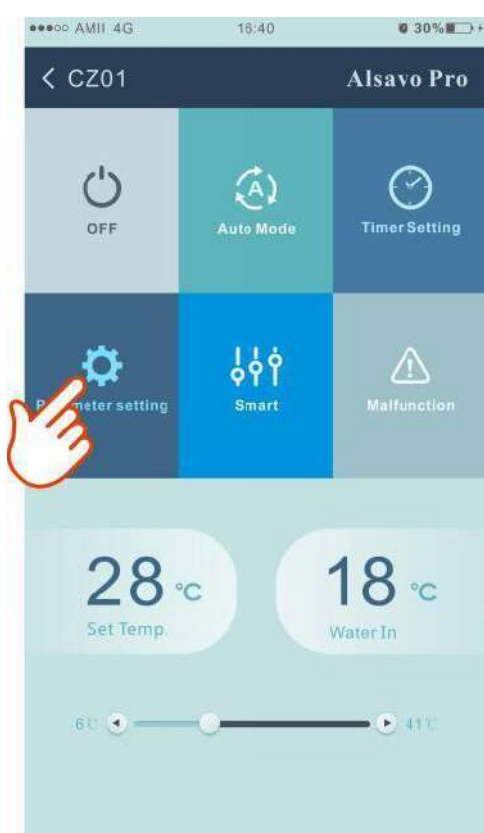 ●●●○○ AMII 4G 16:40 30%
< CZ01 Alsavo Pro
OFF
Auto Mode
Timer Setting
setting
Smart
Malfunction
28 °C
Set Temp.
18 °C
Water In
6℃
41℃